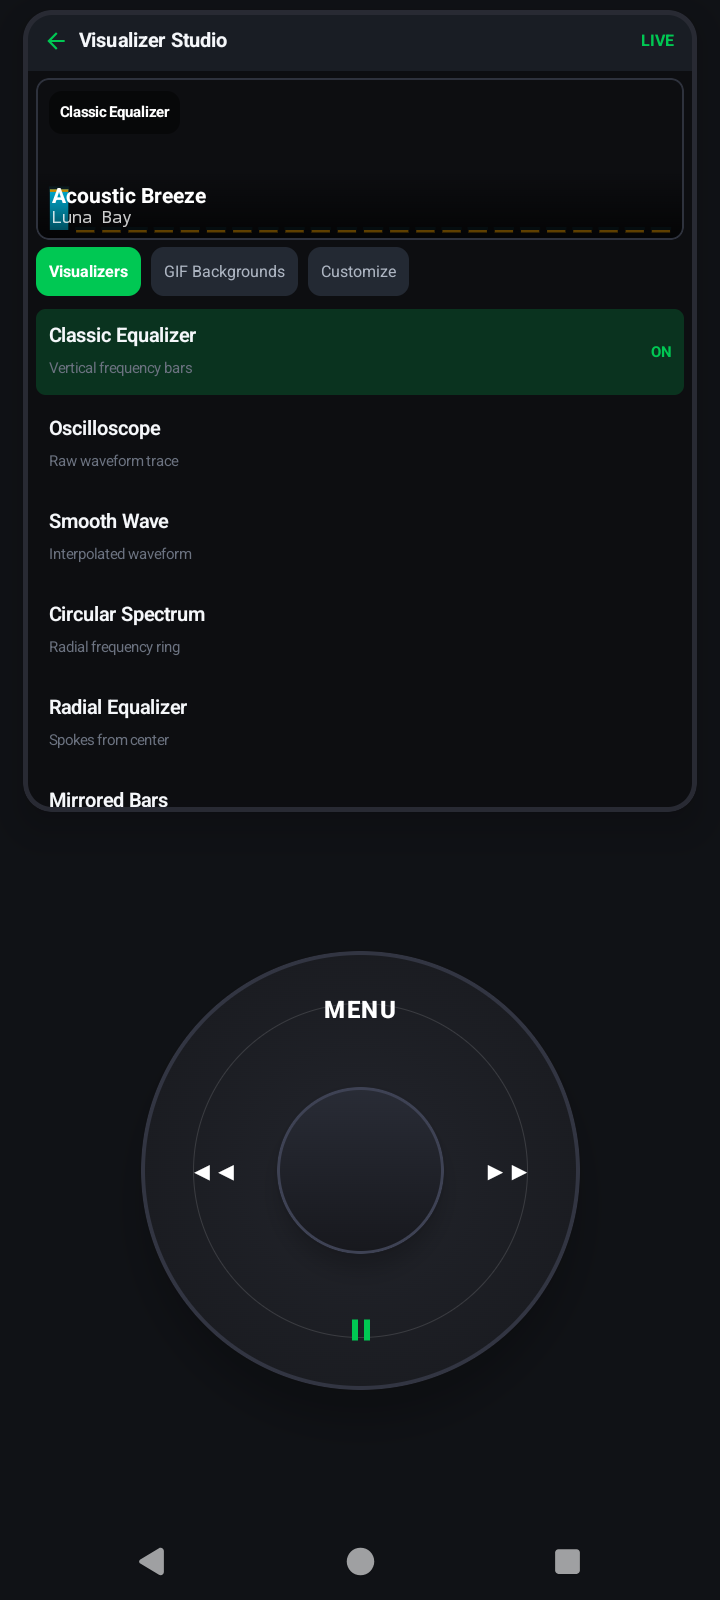 Visualizer Studio
LIVE
Classic Equalizer
Acoustic Breeze
Luna Bay
Visualizers
GIF Backgrounds
Customize
Classic Equalizer
Vertical frequency bars
ON
Oscilloscope
Raw waveform trace
Smooth Wave
Interpolated waveform
Circular Spectrum
Radial frequency ring
Radial Equalizer
Spokes from center
Mirrored Bars
MENU